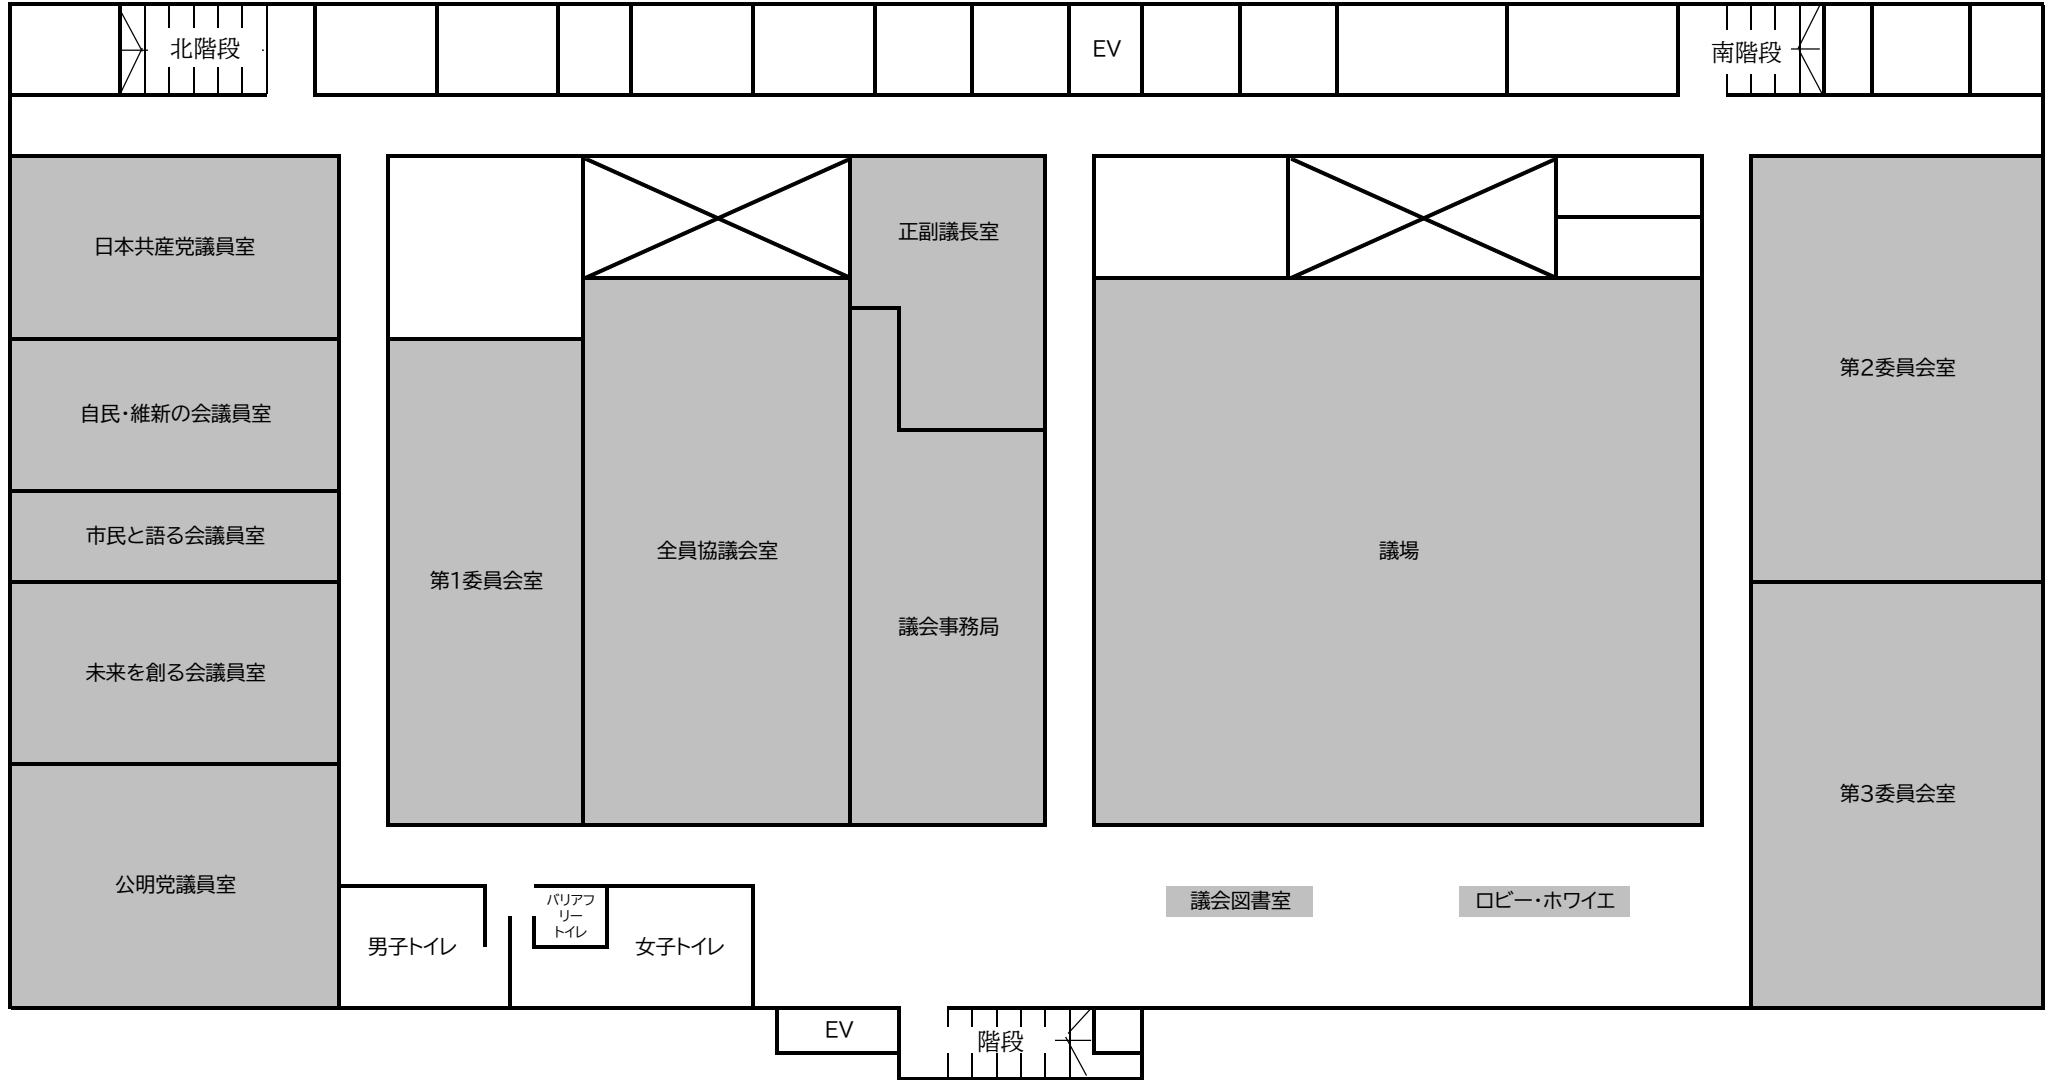 北階段
EV
南階段
日本共産党議員室
正副議長室
第2委員会室
自民・維新の会議員室
市民と語る会議員室
全員協議会室
議場
第1委員会室
議会事務局
未来を創る会議員室
第3委員会室
公明党議員室
バリアフ
リー
トイレ
議会図書室
ロビー・ホワイエ
男子トイレ
女子トイレ
EV
階段